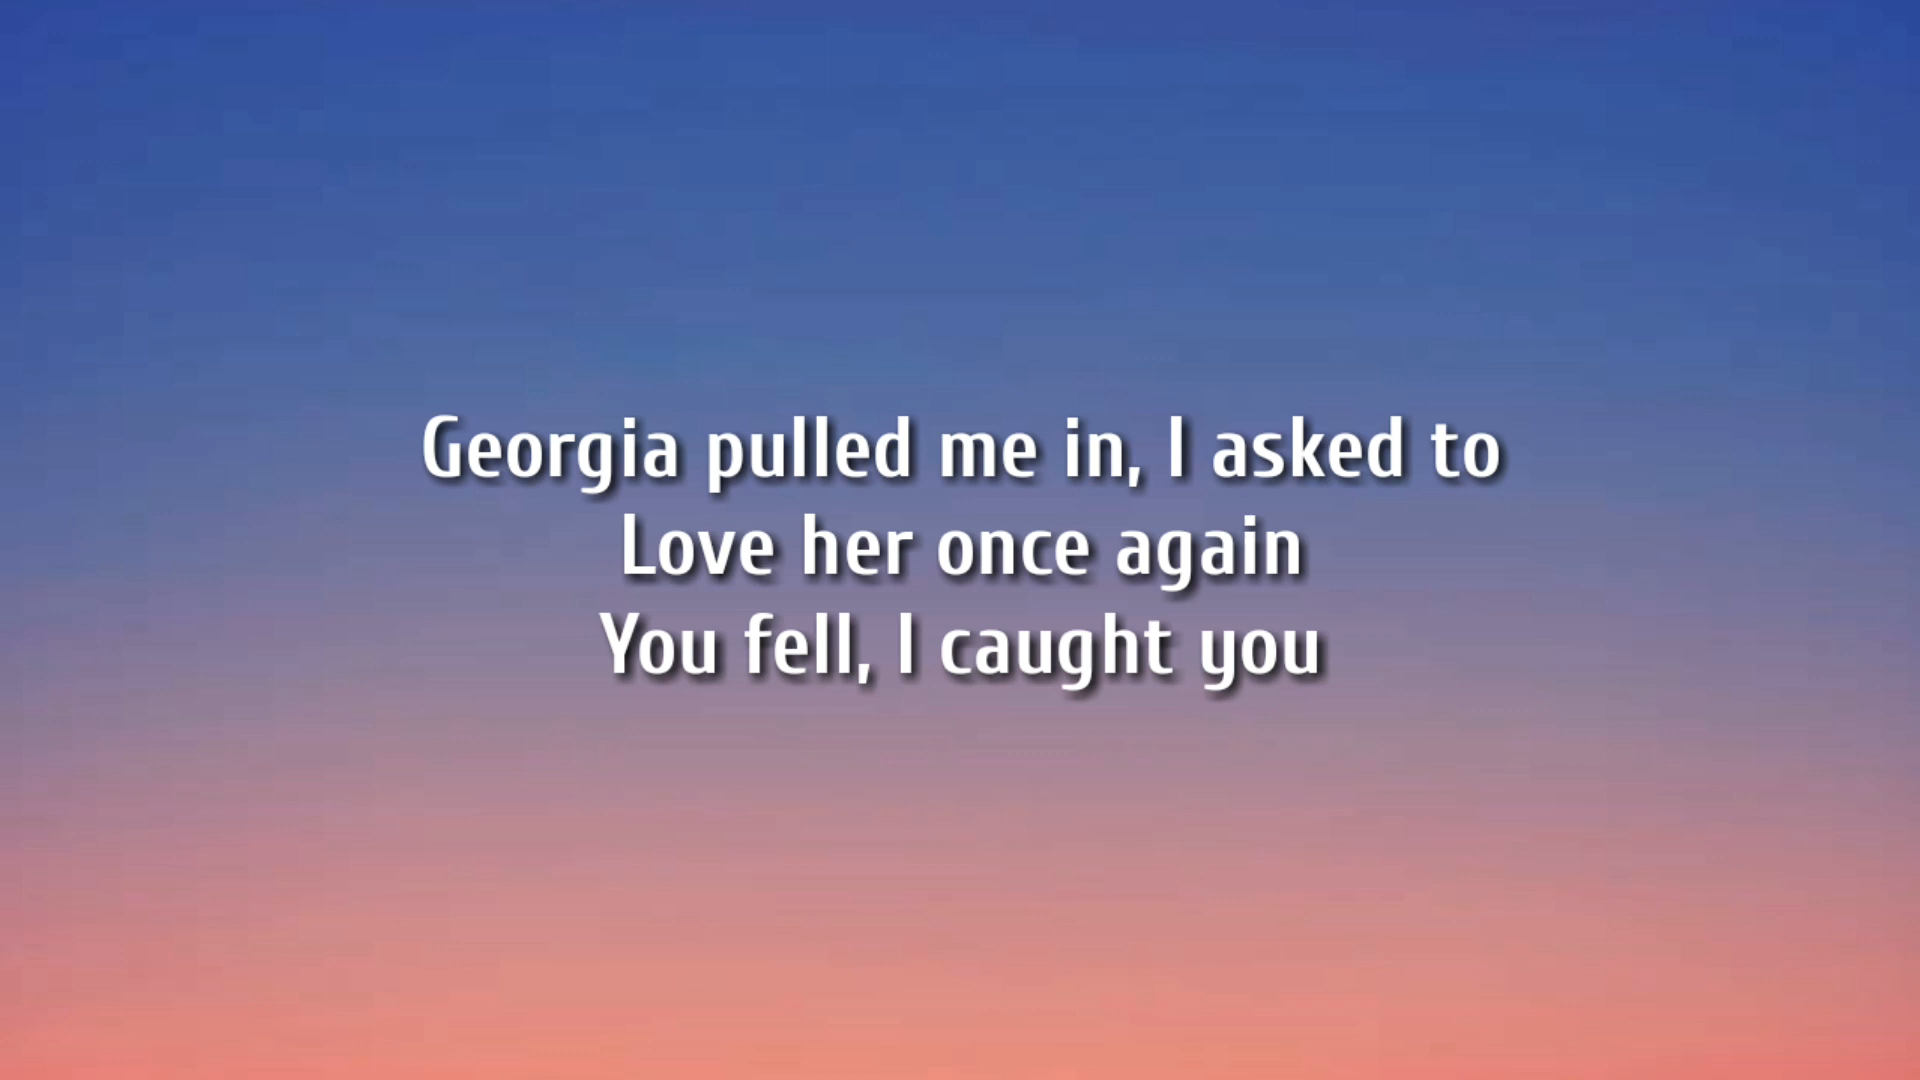 Georgia pulled me in, I asked to
Love her once again
You fell, I caught you